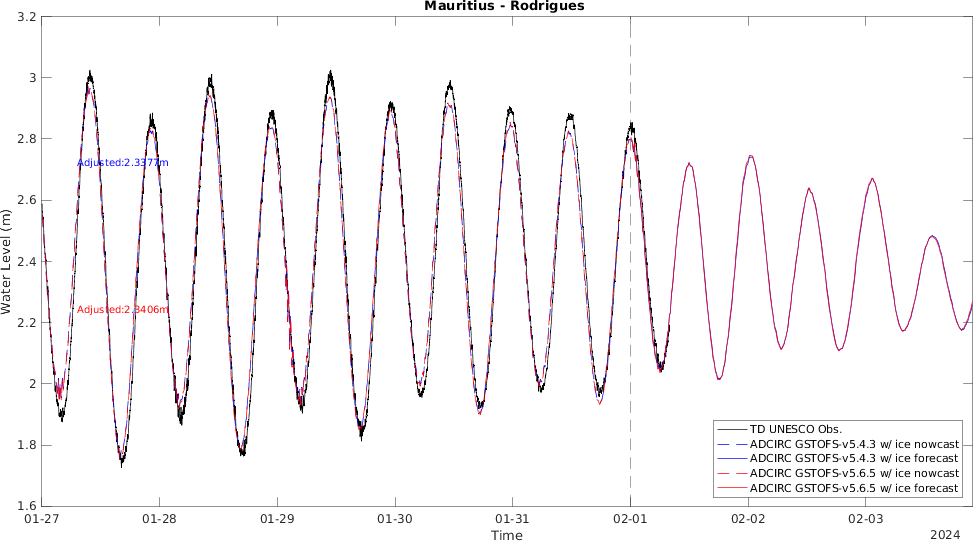 Mauritius - Rodrigues
3.2
3
2.8
2.6
2.4
2.2
2
1.8
1.6
Water Level (m)
Adjusted:2.3377m
Adjusted:2.3406m
TD UNESCO Obs.
ADCIRC GSTOFS-v5.4.3 w/ ice nowcast
ADCIRC GSTOFS-v5.4.3 w/ ice forecast
ADCIRC GSTOFS-v5.6.5 w/ ice nowcast
ADCIRC GSTOFS-v5.6.5 w/ ice forecast
01-27 01-28 01-29 01-30 01-31 02-01 02-02 02-03
Time
2024